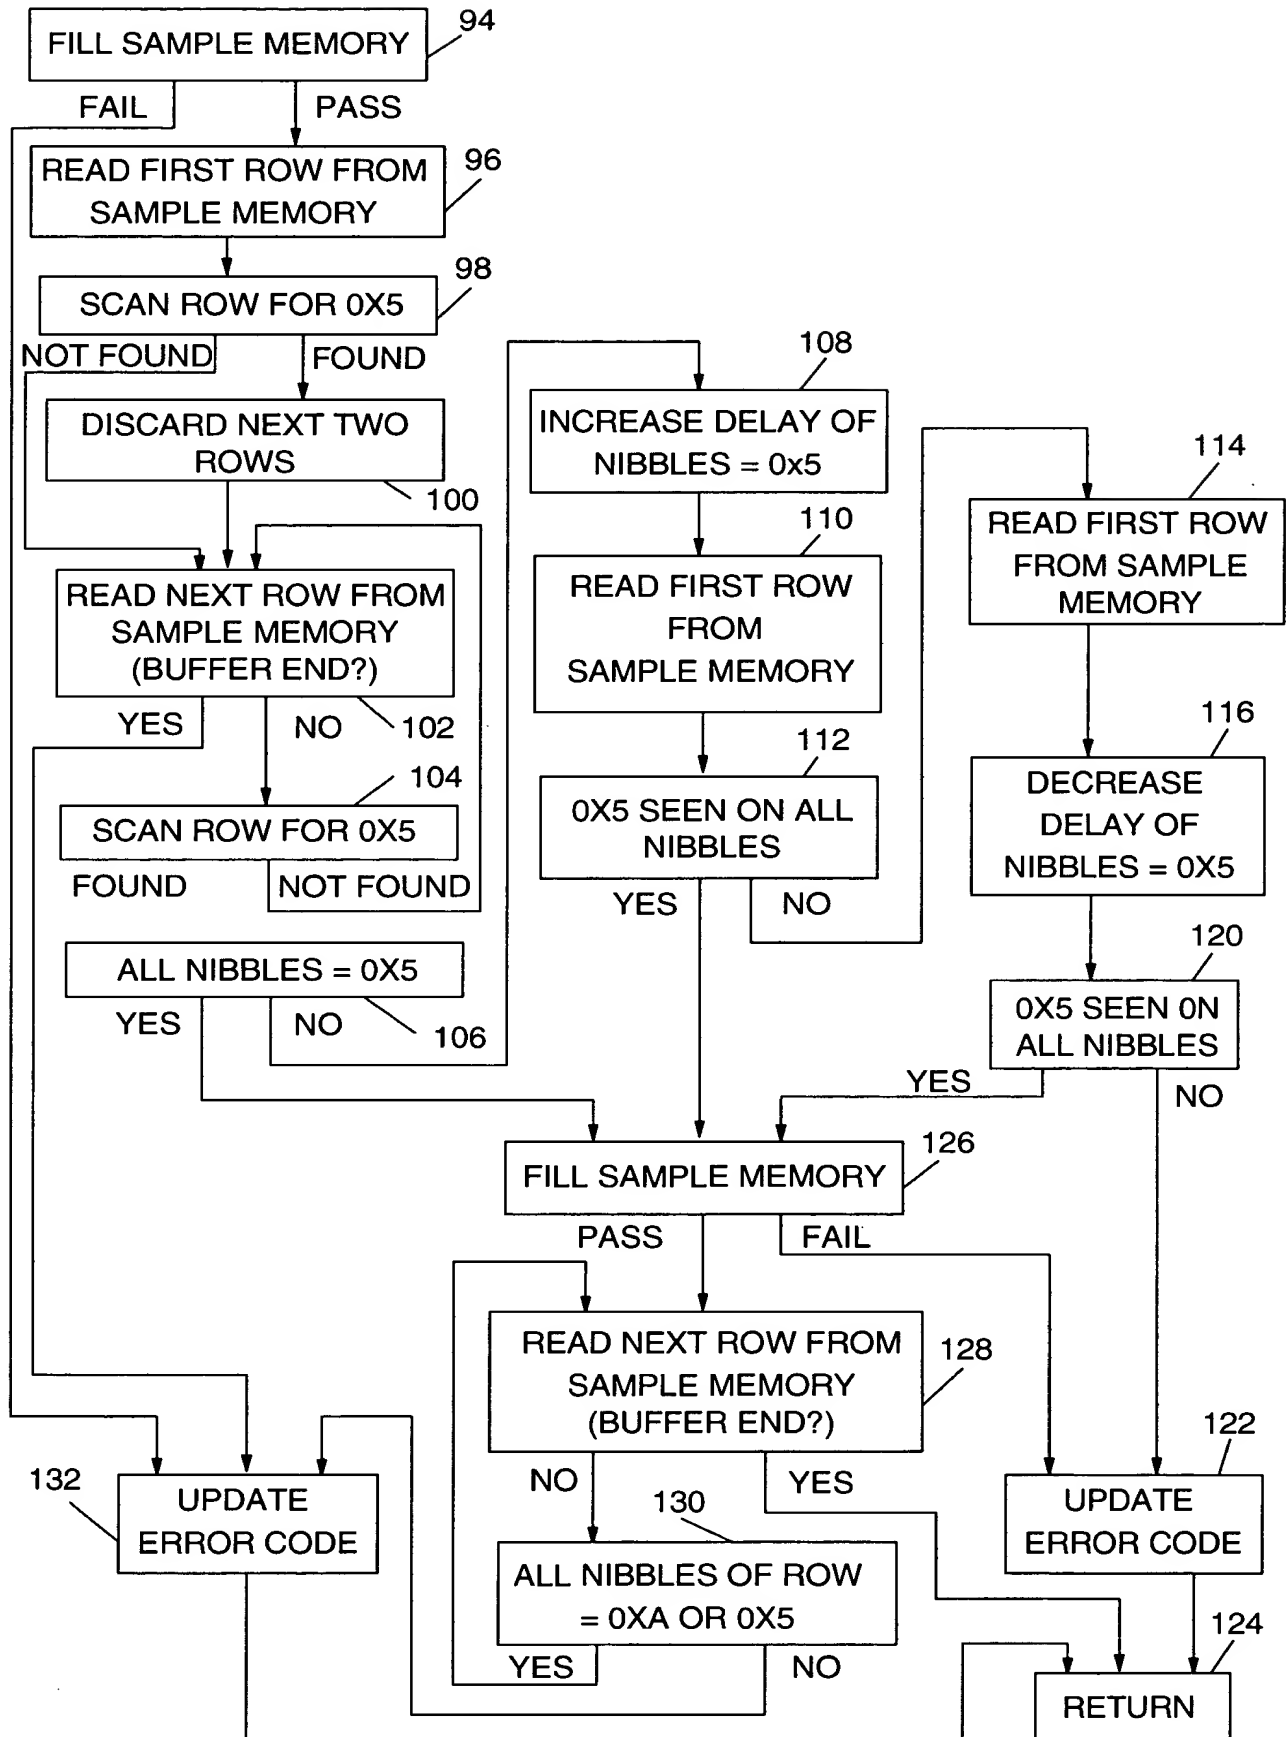 FILL SAMPLE MEMORY
94
FAIL
PASS
READ FIRST ROW FROM
SAMPLE MEMORY
96
SCAN ROW FOR 0X5
98
NOT FOUND
FOUND
DISCARD NEXT TWO
ROWS
100
READ NEXT ROW FROM
SAMPLE MEMORY
(BUFFER END?)
YES
NO
102
104
SCAN ROW FOR 0X5
FOUND
NOT FOUND
ALL NIBBLES = 0X5
YES
NO
106
108
INCREASE DELAY OF
NIBBLES = 0x5
110
READ FIRST ROW
FROM
SAMPLE MEMORY
112
0X5 SEEN ON ALL
NIBBLES
YES
NO
114
READ FIRST ROW
FROM SAMPLE
MEMORY
116
DECREASE
DELAY OF
NIBBLES = 0X5
120
0X5 SEEN 0N
ALL NIBBLES
YES
NO
FILL SAMPLE MEMORY
126
PASS
FAIL
READ NEXT ROW FROM
SAMPLE MEMORY
(BUFFER END?)
128
NO
YES
130
ALL NIBBLES OF ROW
= 0XA OR 0X5
YES
NO
132
UPDATE
ERROR CODE
122
UPDATE
ERROR CODE
124
RETURN